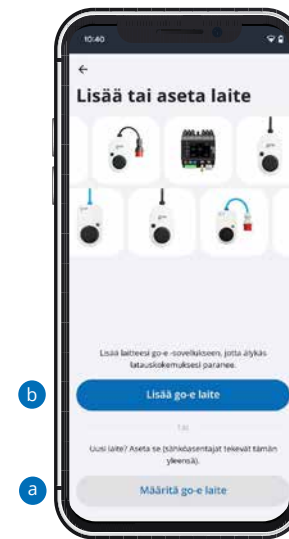 10:40
Lisää tai aseta laite
Lisää laitteesi go-e -sovellukseen, jotta älykäs
latauskokemuksesi paranee.
b
Lisää go-e laite
TAI
Uusi laite? Aseta se (sähköasentajat tekevät tämän
yleensä).
a
Määritä go-e laite